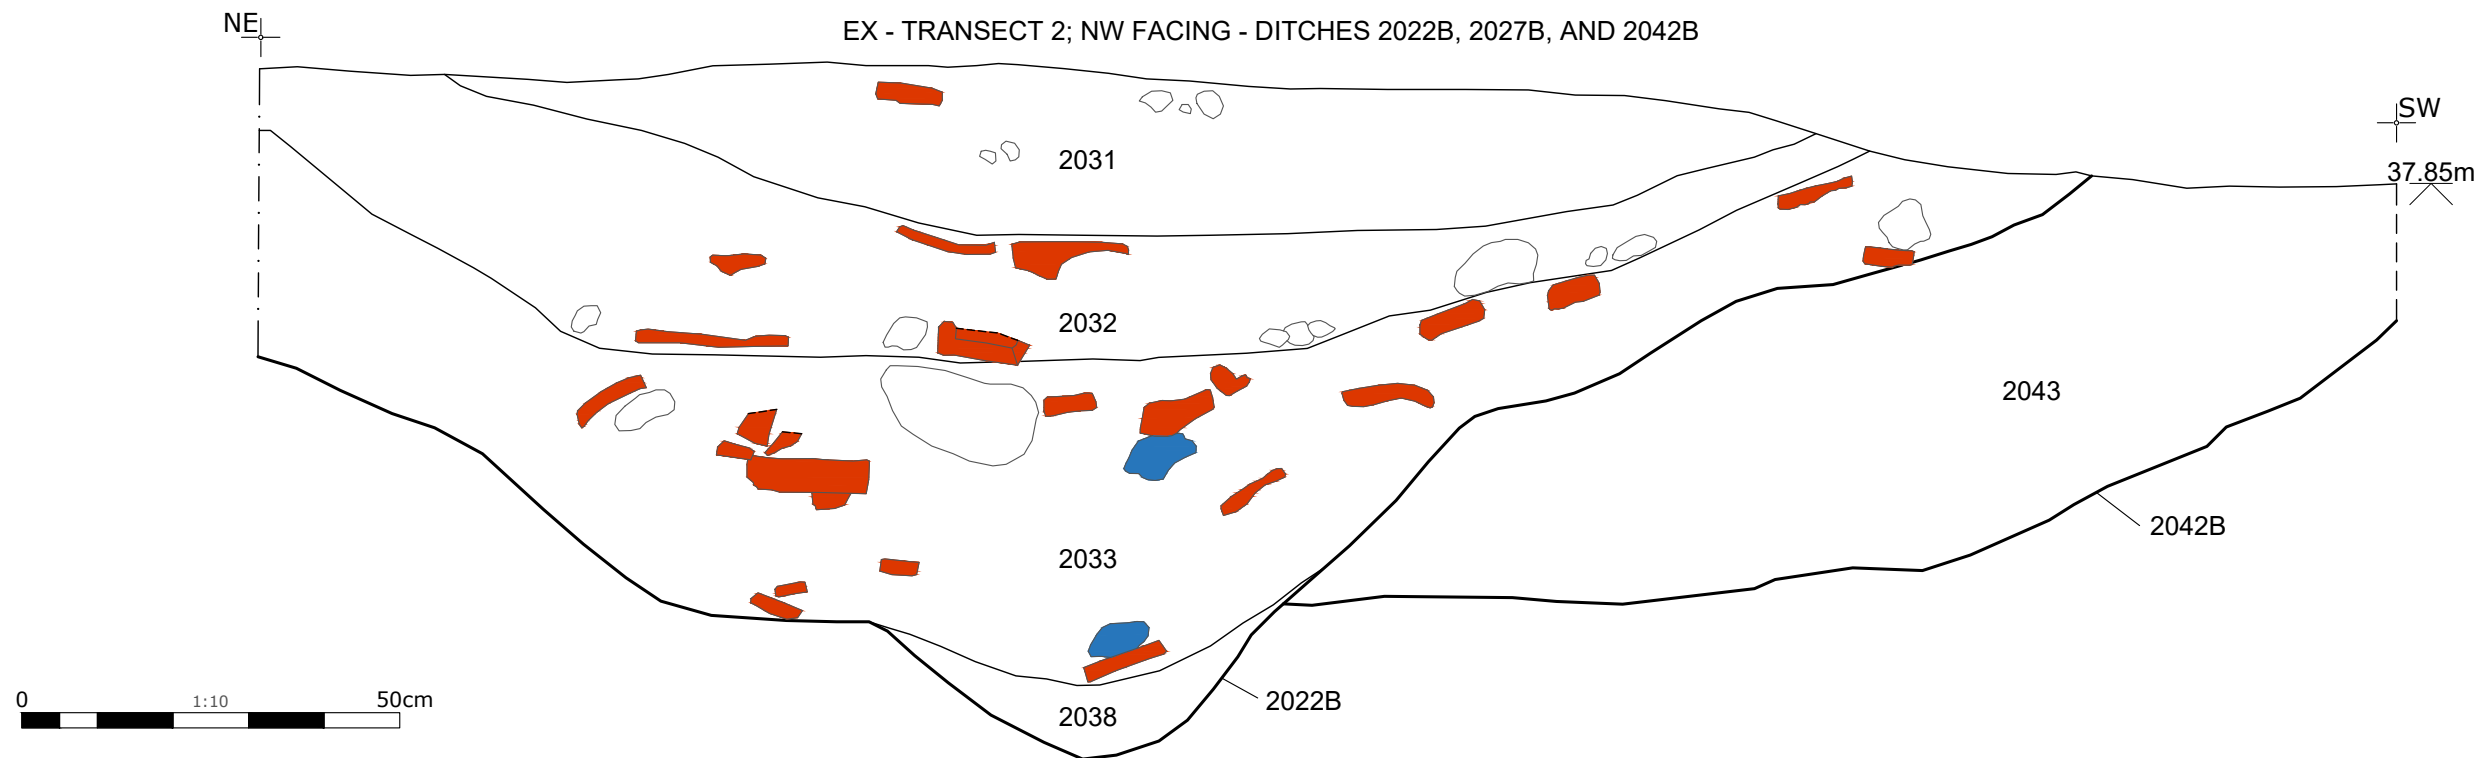 NE
EX - TRANSECT 2; NW FACING - DITCHES 2022B, 2027B, AND 2042B
SW
2031
37.85m
2032
2043
2042B
2033
0 1:10 50cm
2022B
2038